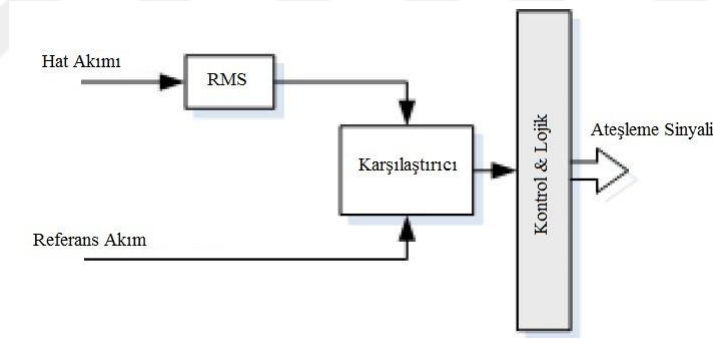 Hat Akımı
RMS
Karşılaştırıcı
Referans Akım
Kontrol & Lojik
Ateşleme Sinyali